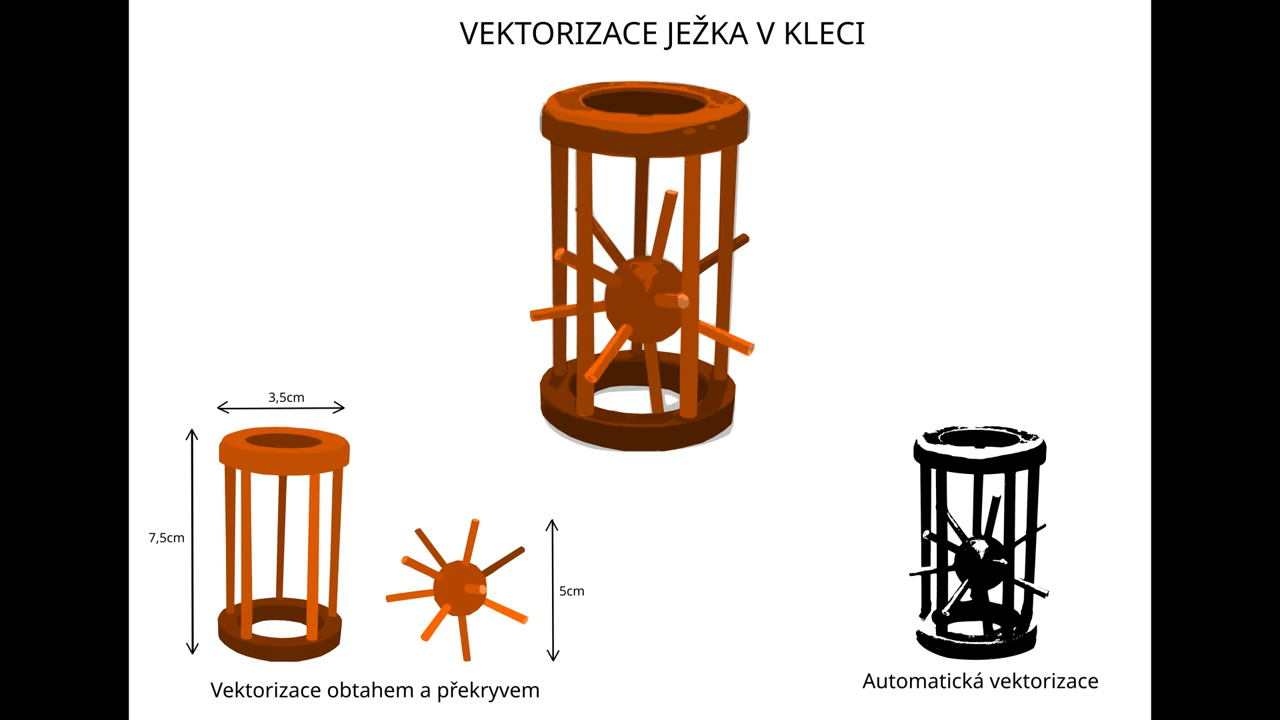 VEKTORIZACE JEŽKA V KLECI
3,5cm
7,5cm
5cm
Vektorizace obtahem a překryvem
Automatická vektorizace